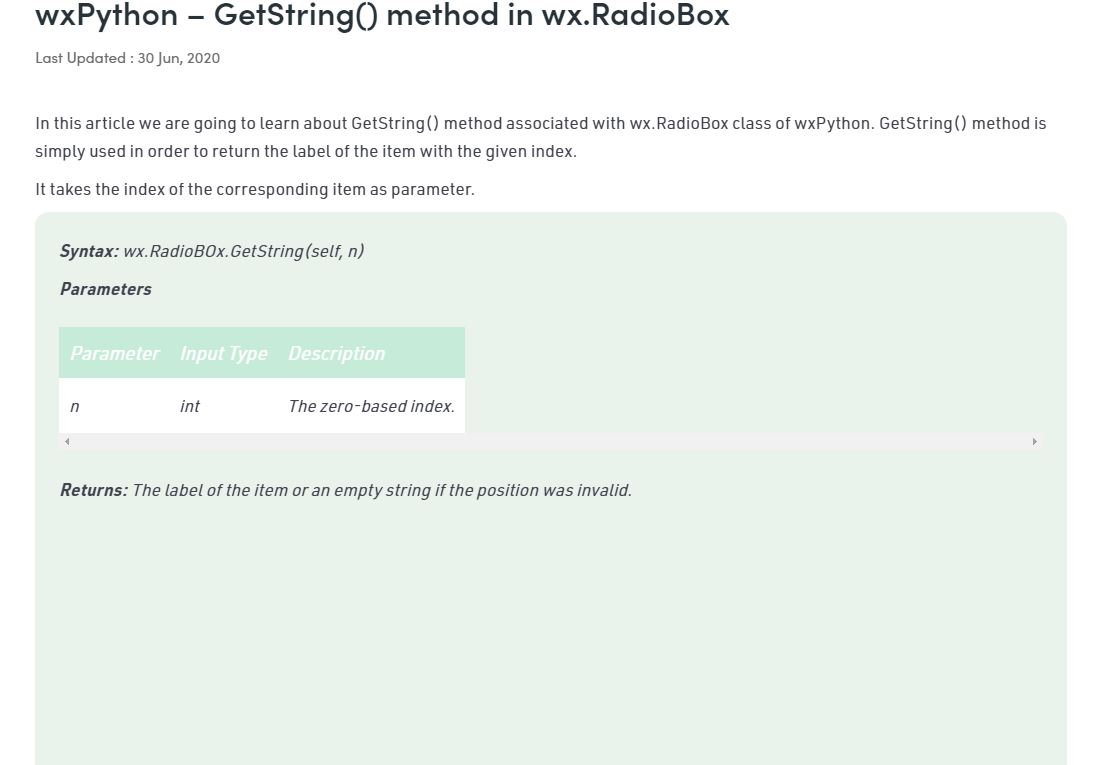 wxPython – GetString() method in wx.RadioBox
Last Updated : 30 Jun, 2020
In this article we are going to learn about GetString() method associated with wx.RadioBox class of wxPython. GetString() method is
simply used in order to return the label of the item with the given index.
It takes the index of the corresponding item as parameter.
Syntax: wx.RadioBOx.GetString(self, n)
Parameters
Parameter Input Type Description
n int The zero-based index.
Returns: The label of the item or an empty string if the position was invalid.